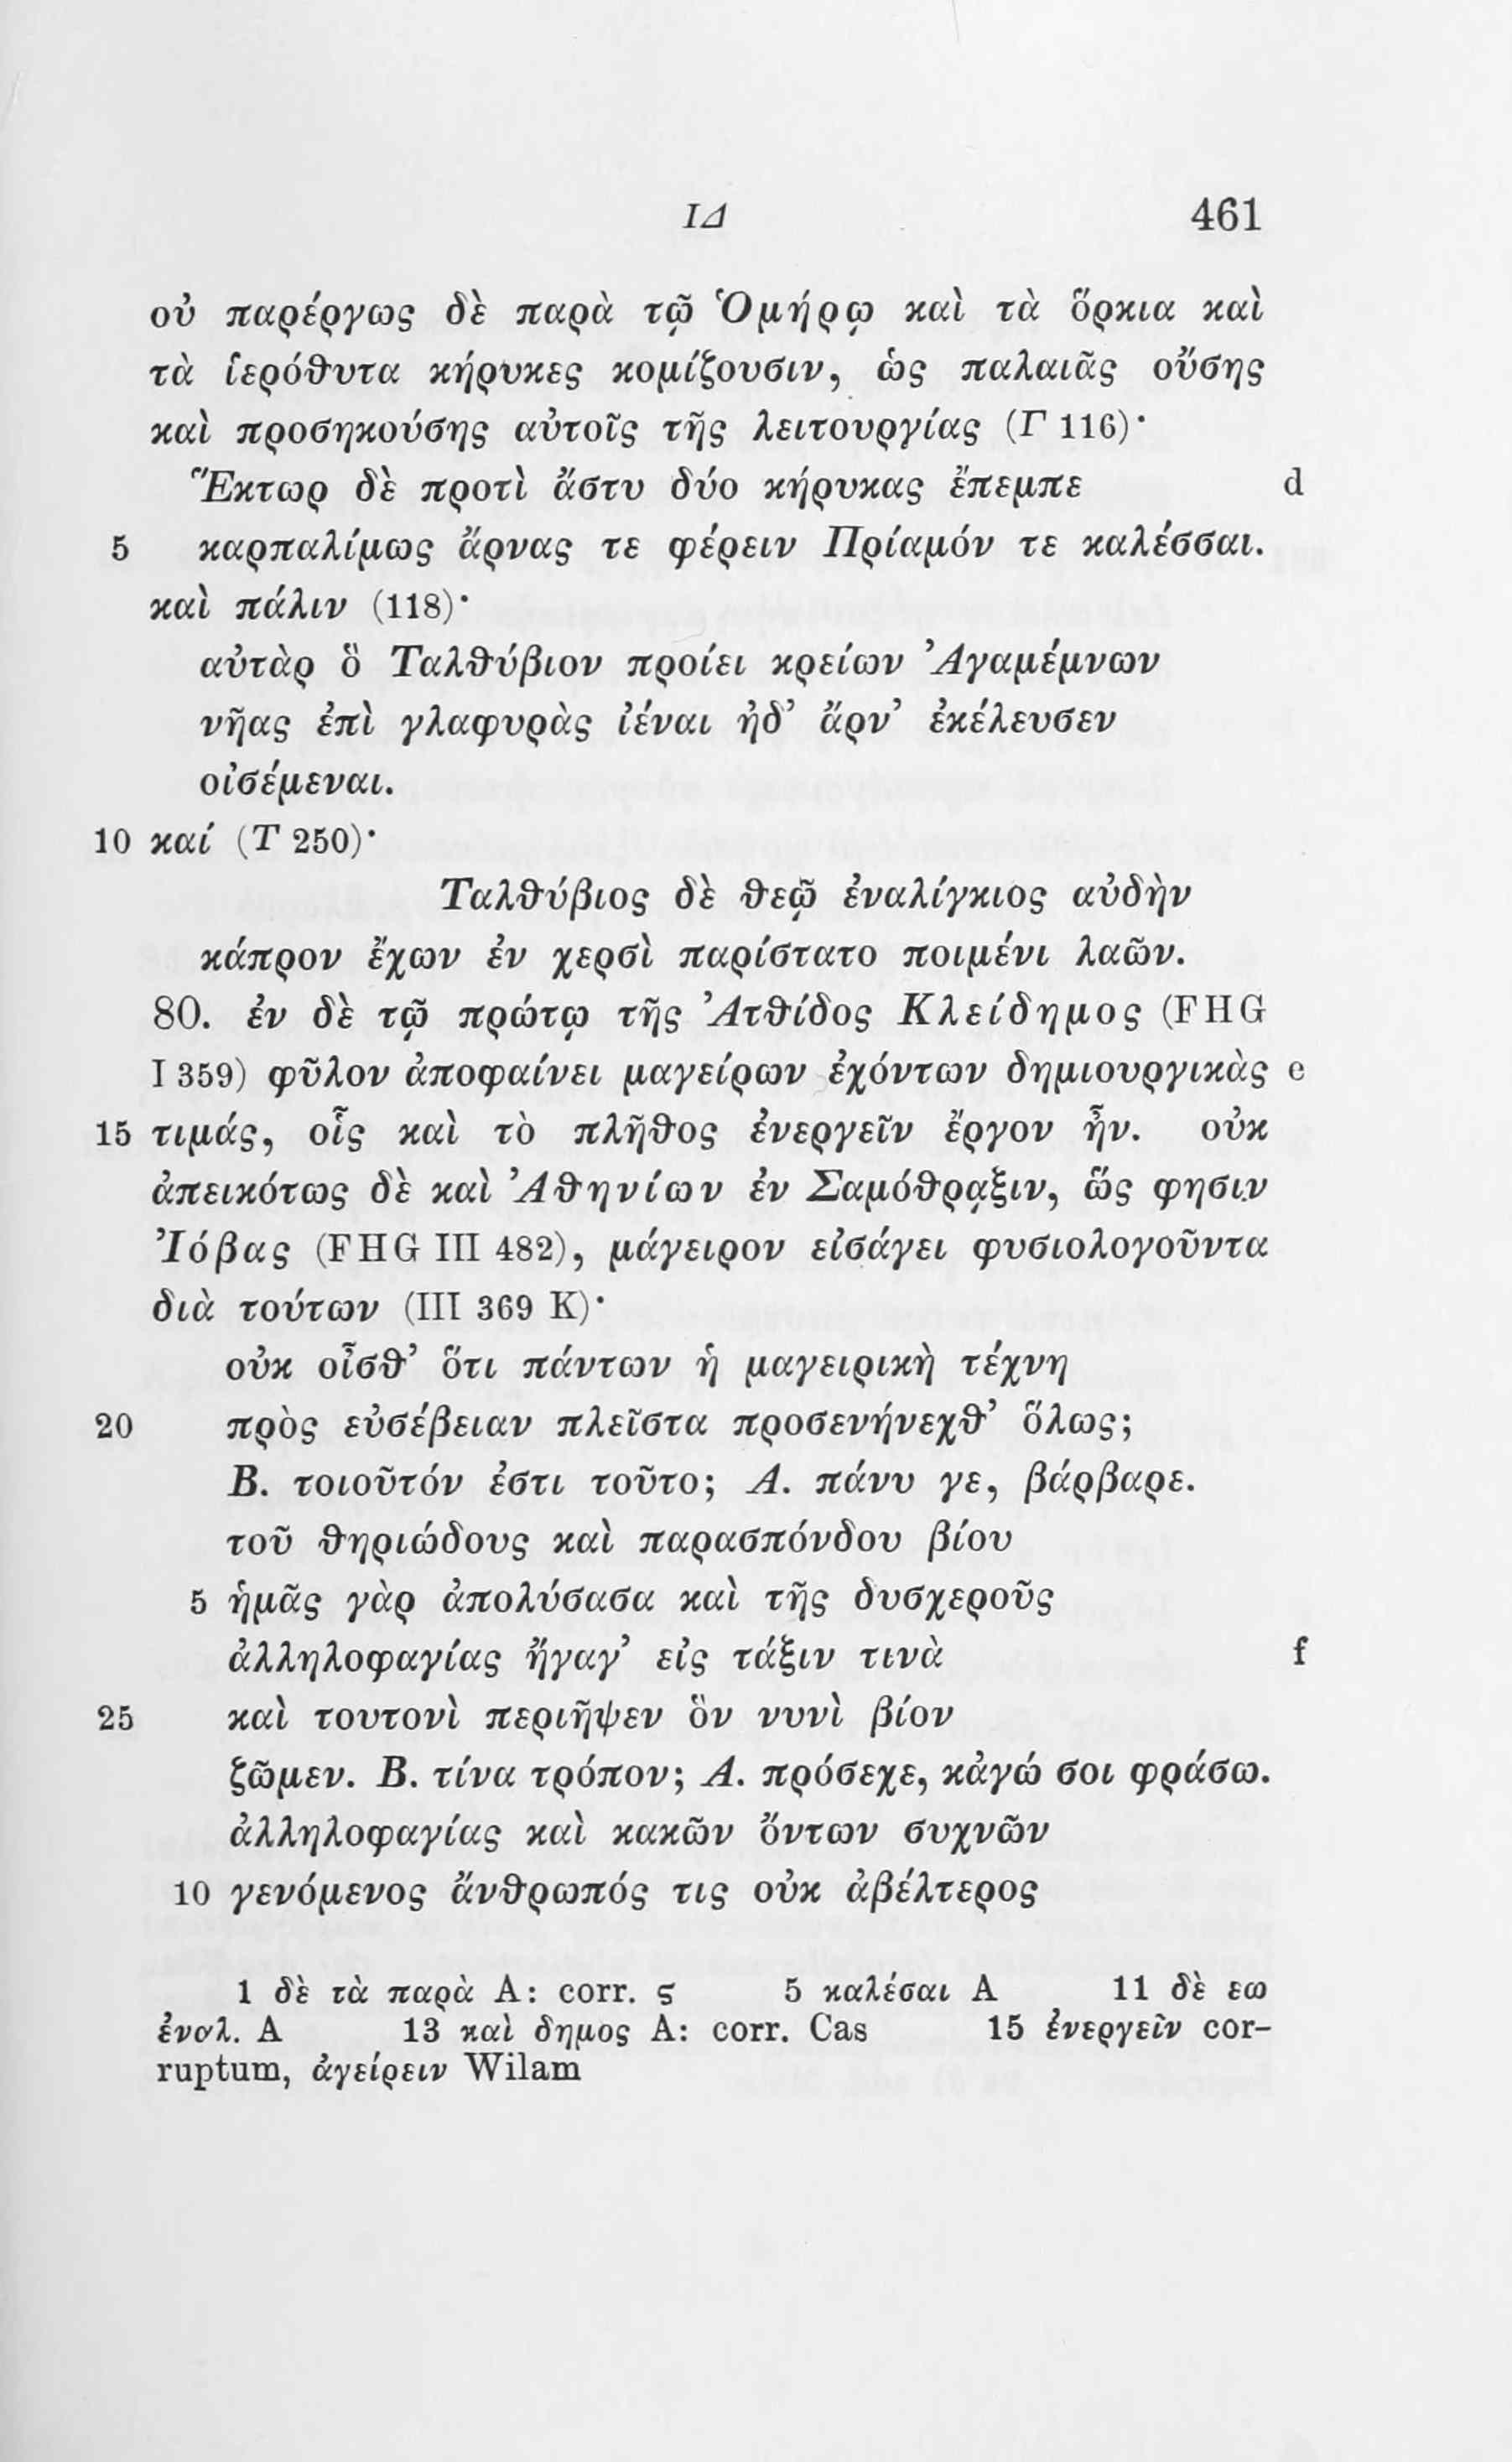 ΙΔ 461
οὐ παρέργως δὲ παρὰ τῷ Ὁμήρῳ καὶ τὰ ὅρκια καὶ
τὰ ἱερόθυτα κήρυκες κομίζουσιν, ὡς παλαιᾶς οὔσης
καὶ προσηκούσης αὐτοῖς τῆς λειτουργίας (Γ 116)·
Ἕκτωρ δὲ προτὶ ἄστυ δύο κήρυκας ἔπεμπε d
5 καρπαλίμως ἄρνας τε φέρειν Πρίαμόν τε καλέσσαι.
καὶ πάλιν (118)·
αὐτὰρ ὃ Ταλθύβιον προίει κρείων Ἀγαμέμνων
νῆας ἐπὶ γλαφυρὰς ἰέναι ἠδ’ ἄρν’ ἐκέλευσεν
οἰσέμεναι.
10 καί (Τ 250)·
Ταλθύβιος δὲ θεῷ ἐναλίγκιος αὐδὴν
κάπρον ἔχων ἐν χερσὶ παρίστατο ποιμένι λαῶν.
80. ἐν δὲ τῷ πρώτῳ τῆς Ἀτθίδος Κλείδημος (FHG
I 359) φῦλον ἀποφαίνει μαγείρων ἐχόντων δημιουργικὰς e
15 τιμάς, οἷς καὶ τὸ πλῆθος ἐνεργεῖν ἔργον ἦν. οὐκ
ἀπεικότως δὲ καὶ Ἀθηνίων ἐν Σαμόθρᾳξιν, ὥς φησιν
Ἰόβας (FHG III 482), μάγειρον εἰσάγει φυσιολογοῦντα
διὰ τούτων (III 369 K)·
οὐκ οἶσθ’ ὅτι πάντων ἡ μαγειρικὴ τέχνη
20 πρὸς εὐσέβειαν πλεῖστα προσενήνεχθ’ ὅλως;
Β. τοιοῦτόν ἐστι τοῦτο; Α. πάνυ γε, βάρβαρε.
τοῦ θηριώδους καὶ παρασπόνδου βίου
5 ἡμᾶς γὰρ ἀπολύσασα καὶ τῆς δυσχεροῦς
ἀλληλοφαγίας ἤγαγ’ εἰς τάξιν τινὰ f
25 καὶ τουτονὶ περιῆψεν ὃν νυνὶ βίον
ζῶμεν. Β. τίνα τρόπον; Α. πρόσεχε, κἀγώ σοι φράσω.
ἀλληλοφαγίας καὶ κακῶν ὄντων συχνῶν
10 γενόμενος ἄνθρωπός τις οὐκ ἀβέλτερος
1 δὲ τὰ παρὰ A: corr. ς 5 καλέσαι A 11 δὲ εω
ἐναλ. A 13 καὶ δημος A: corr. Cas 15 ἐνεργεῖν cor-
ruptum, ἀγείρειν Wilam